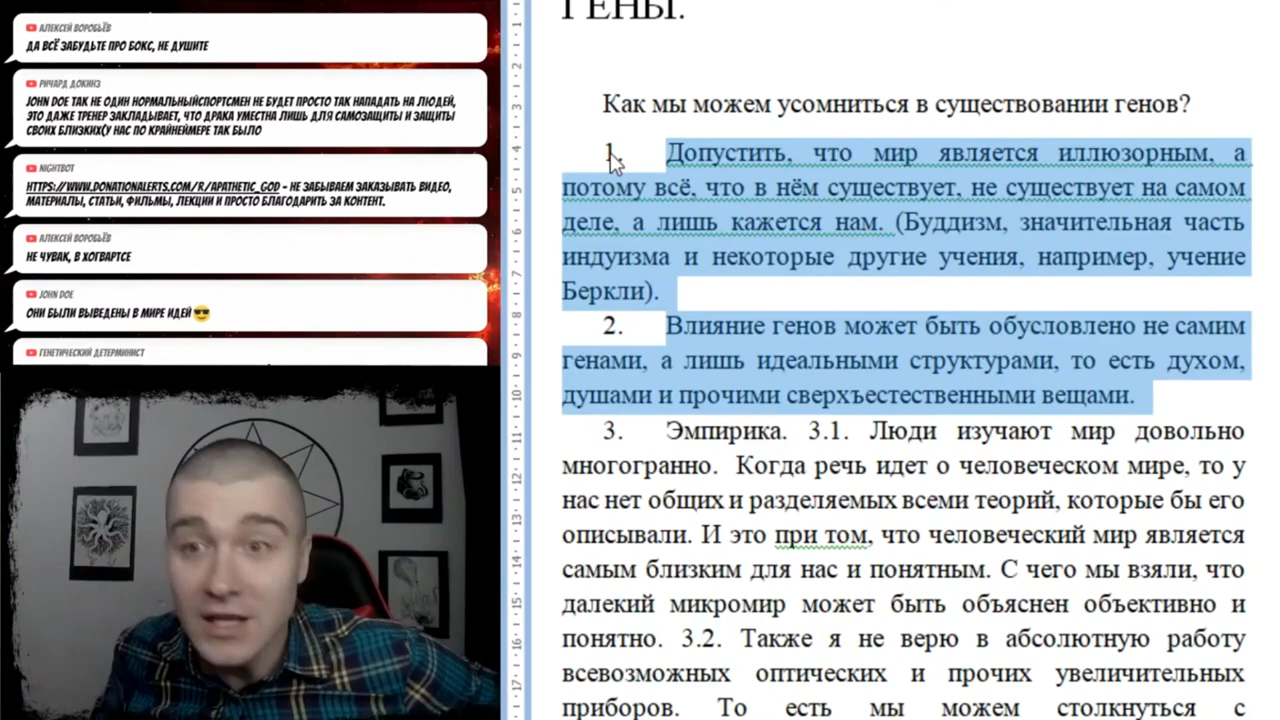 АЛЕКСЕЙ ВОРОБЬЁВ
ДА ВСЁ ЗАБУДЬТЕ ПРО БОКС, НЕ ДУШИТЕ
РИЧАРД ДОКИНЗ
JOHN DOE ТАК НЕ ОДИН НОРМАЛЬНЫЙСПОРТСМЕН НЕ БУДЕТ ПРОСТО ТАК НАПАДАТЬ НА ЛЮДЕЙ,
ЭТО ДАЖЕ ТРЕНЕР ЗАКЛАДЫВАЕТ, ЧТО ДРАКА УМЕСТНА ЛИШЬ ДЛЯ САМОЗАЩИТЫ И ЗАЩИТЫ
СВОИХ БЛИЗКИХ(У НАС ПО КРАЙНЕЙМЕРЕ ТАК БЫЛО
NIGHTBOT
HTTPS://WWW.DONATIONALERTS.COM/R/APATHETIC_GOD - НЕ ЗАБЫВАЕМ ЗАКАЗЫВАТЬ ВИДЕО,
МАТЕРИАЛЫ, СТАТЬИ, ФИЛЬМЫ, ЛЕКЦИИ И ПРОСТО БЛАГОДАРИТЬ ЗА КОНТЕНТ.
АЛЕКСЕЙ ВОРОБЬЁВ
НЕ ЧУВАК, В ХОГВАРТСЕ
JOHN DOE
ОНИ БЫЛИ ВЫВЕДЕНЫ В МИРЕ ИДЕЙ😎
ГЕНЕТИЧЕСКИЙ ДЕТЕРМИНИСТ
ГЕНЫ.
Как мы можем усомниться в существовании генов?
1. Допустить, что мир является иллюзорным, а
потому всё, что в нём существует, не существует на самом
деле, а лишь кажется нам. (Буддизм, значительная часть
индуизма и некоторые другие учения, например, учение
Беркли).
2. Влияние генов может быть обусловлено не самим
генами, а лишь идеальными структурами, то есть духом,
душами и прочими сверхъестественными вещами.
3. Эмпирика. 3.1. Люди изучают мир довольно
многогранно. Когда речь идет о человеческом мире, то у
нас нет общих и разделяемых всеми теорий, которые бы его
описывали. И это при том, что человеческий мир является
самым близким для нас и понятным. С чего мы взяли, что
далекий микромир может быть объяснен объективно и
понятно. 3.2. Также я не верю в абсолютную работу
всевозможных оптических и прочих увеличительных
приборов. То есть мы можем столкнуться с